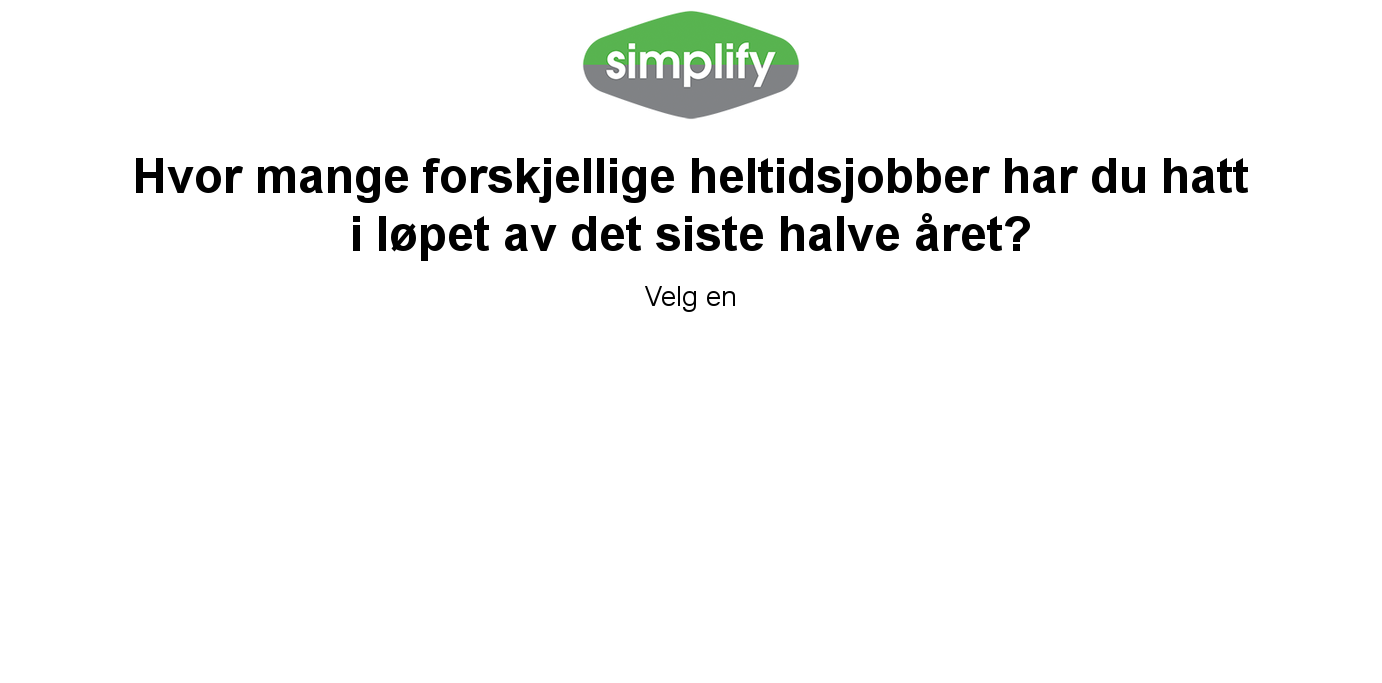 simplify
Hvor mange forskjellige heltidsjobber har du hatt
i løpet av det siste halve året?
Velg en